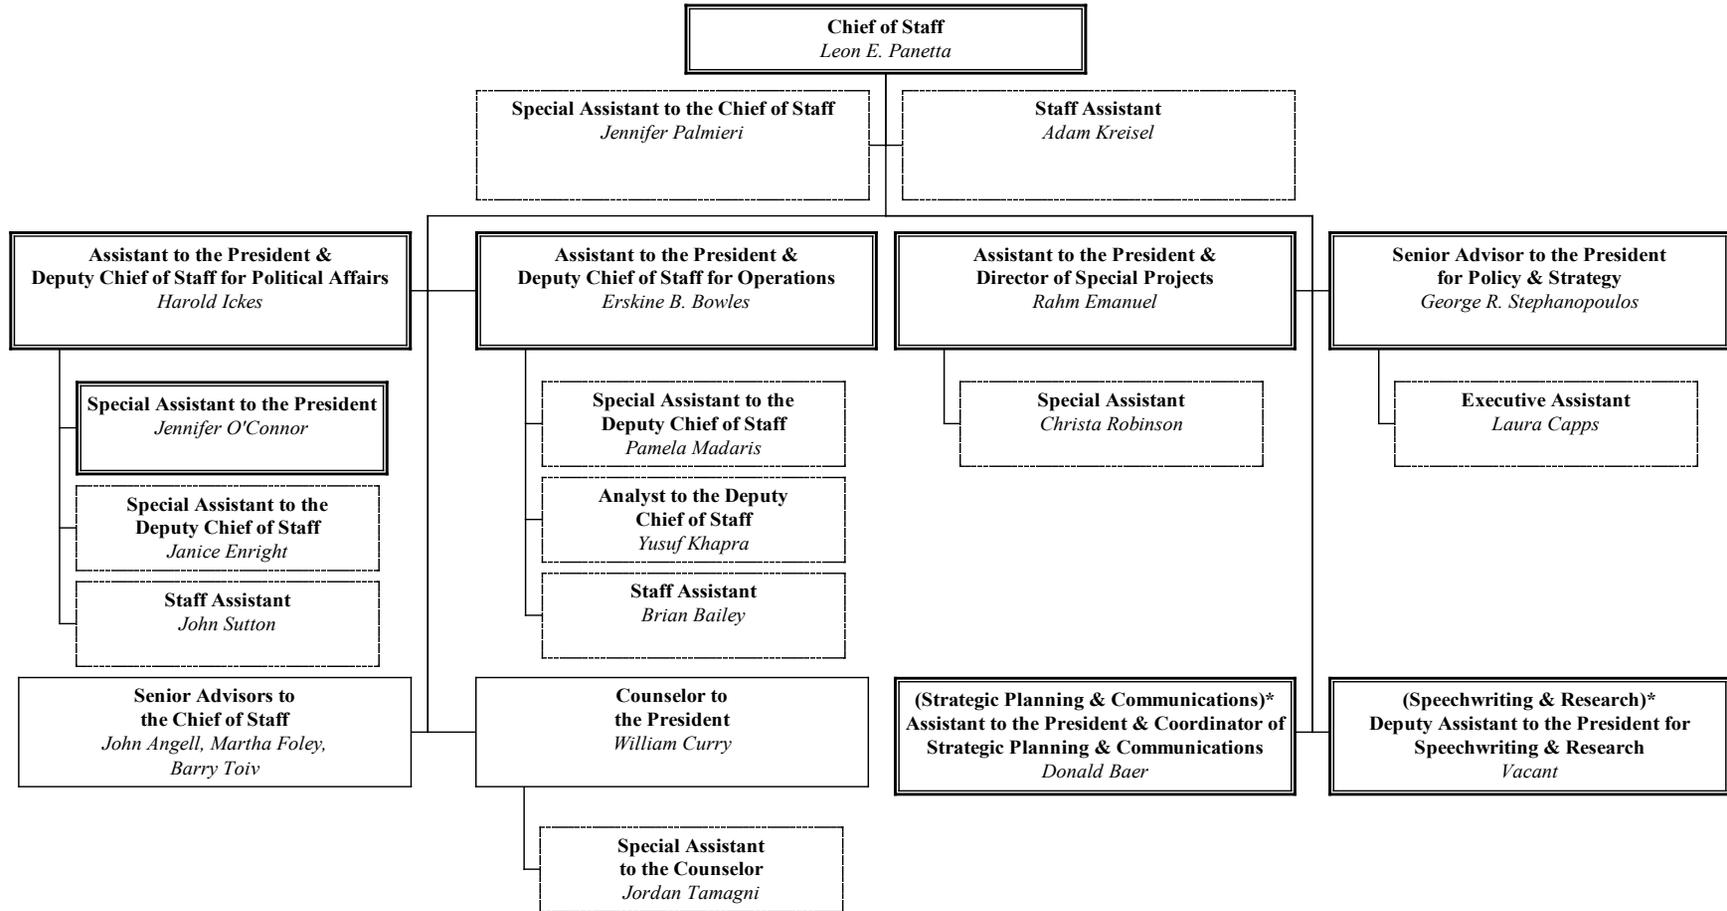 Chief of Staff
Leon E. Panetta
Special Assistant to the Chief of Staff
Jennifer Palmieri
Staff Assistant
Adam Kreisel
Assistant to the President &
Deputy Chief of Staff for Political Affairs
Harold Ickes
Assistant to the President &
Deputy Chief of Staff for Operations
Erskine B. Bowles
Assistant to the President &
Director of Special Projects
Rahm Emanuel
Senior Advisor to the President
for Policy & Strategy
George R. Stephanopoulos
Special Assistant to the President
Jennifer O'Connor
Special Assistant to the
Deputy Chief of Staff
Janice Enright
Staff Assistant
John Sutton
Special Assistant to the
Deputy Chief of Staff
Pamela Madaris
Analyst to the Deputy
Chief of Staff
Yusuf Khapra
Staff Assistant
Brian Bailey
Special Assistant
Christa Robinson
Executive Assistant
Laura Capps
Senior Advisors to
the Chief of Staff
John Angell, Martha Foley,
Barry Toiv
Counselor to
the President
William Curry
Special Assistant
to the Counselor
Jordan Tamagni
(Strategic Planning & Communications)*
Assistant to the President & Coordinator of
Strategic Planning & Communications
Donald Baer
(Speechwriting & Research)*
Deputy Assistant to the President for
Speechwriting & Research
Vacant